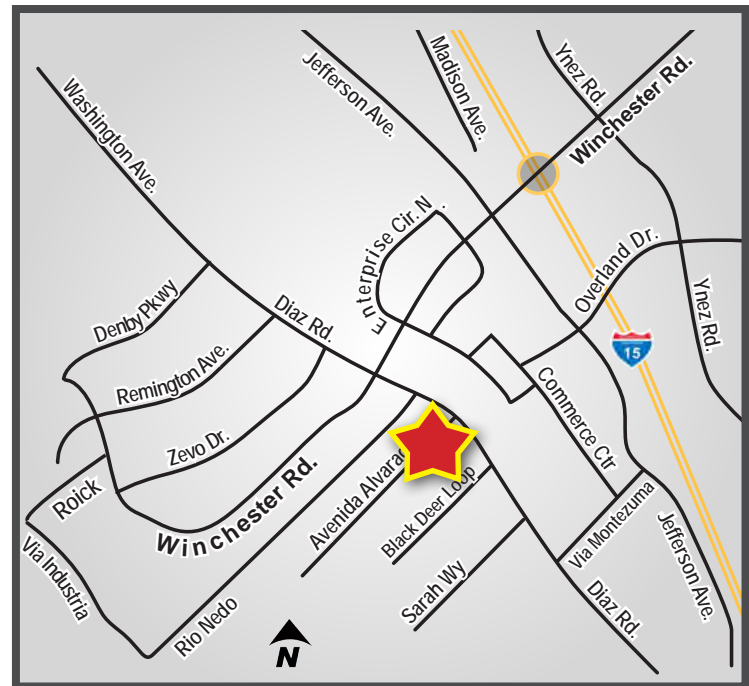 Jefferson Ave.
Madison Ave.
Ynez Rd.
Winchester Rd.
Washington Ave.
Enterprise Cir. N .
Overland Dr.
Denby Pkwy
Diaz Rd.
Ynez Rd.
15
Remington Ave.
Commerce Ctr
Zevo Dr.
Roick
Winchester Rd.
Avenida
Black Deer Loop
Via Montezuma
Via Industria
Jefferson Ave.
Sarah Wy
Rio Nedo
Diaz Rd.
N